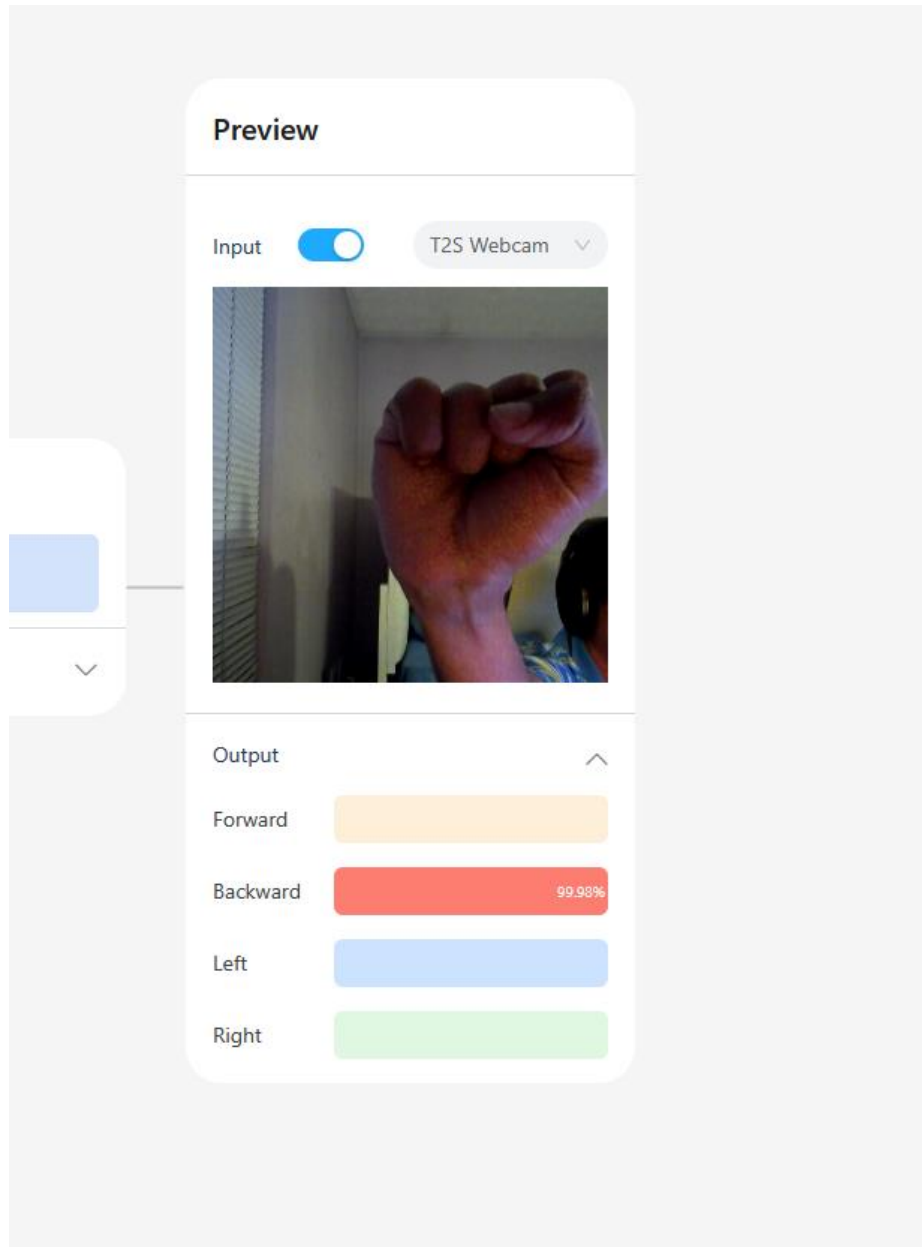 Preview
Input T2S Webcam
Output
Forward
Backward 99.98%
Left
Right